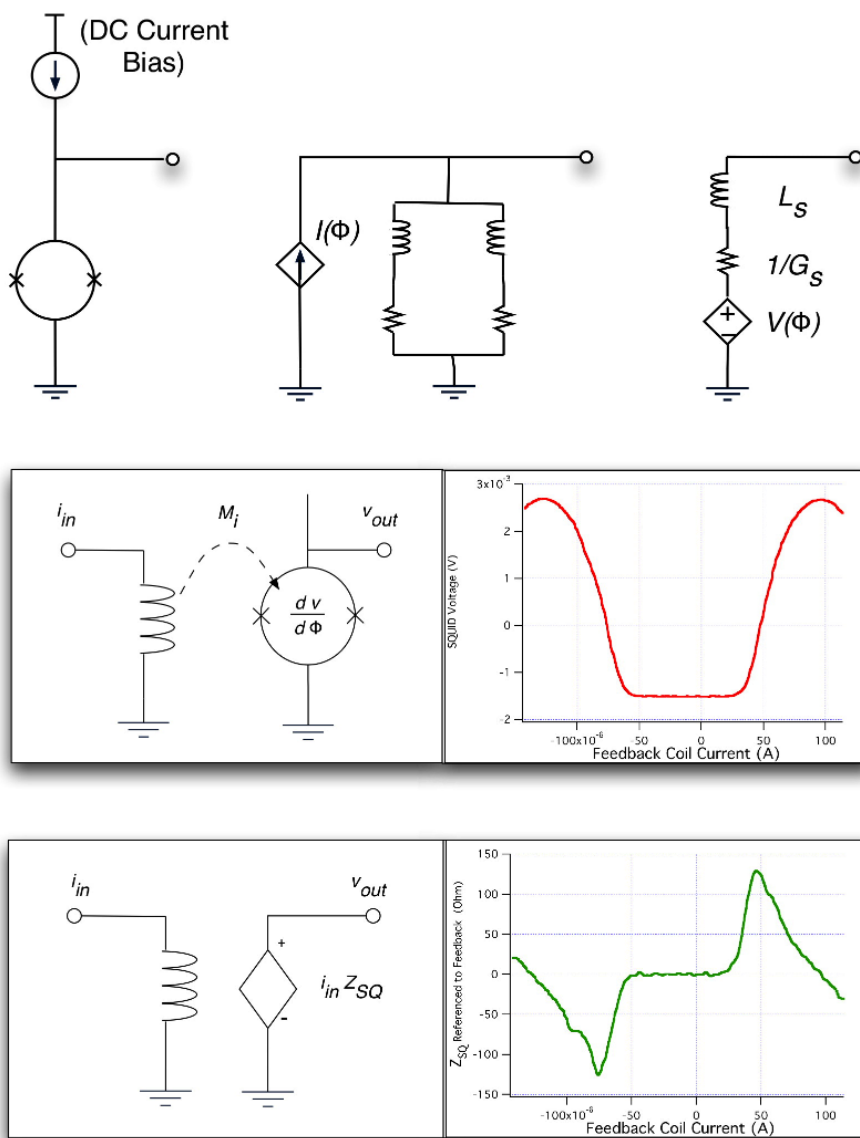 (DC Current
Bias)
I(Φ)
L_S
1/G_S
+
−
V(Φ)
i_in
M_i
v_out
d v
d Φ
SQUID Voltage (V)
3x10^-3
2
1
0
-1
-2
-100x10^-6
-50
0
50
100
Feedback Coil Current (A)
i_in
v_out
+
-
i_in Z_SQ
Z_SQ Referenced to Feedback (Ohm)
150
100
50
0
-50
-100
-150
-100x10^-6
-50
0
50
100
Feedback Coil Current (A)